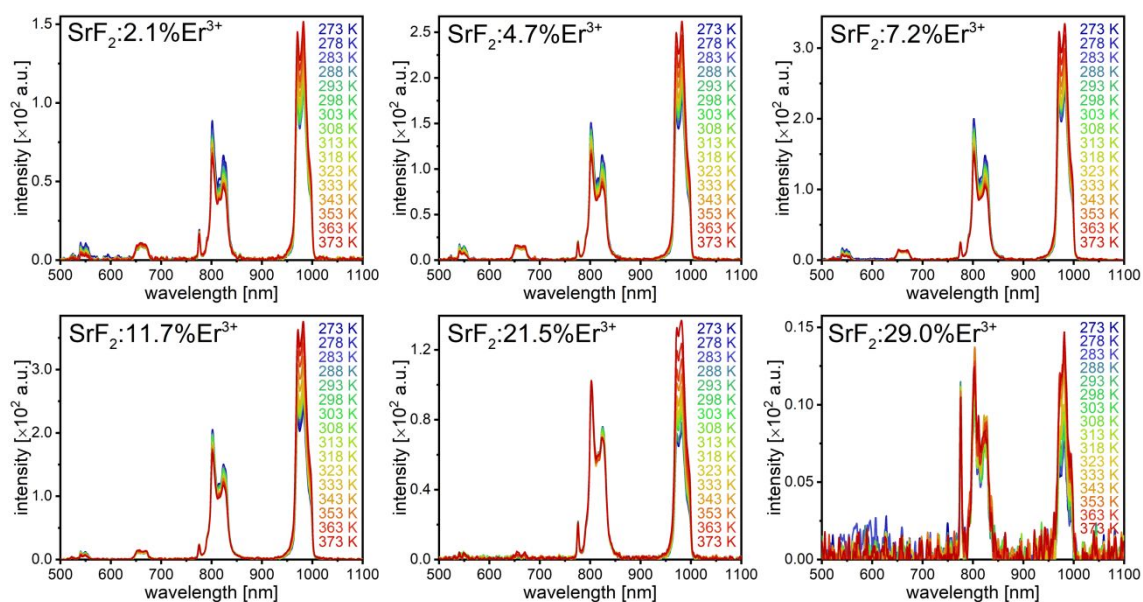 SrF₂:2.1%Er³⁺
273 K
278 K
283 K
288 K
293 K
298 K
303 K
308 K
313 K
318 K
323 K
333 K
343 K
353 K
363 K
373 K
intensity [×10² a.u.]
1.5
1.0
0.5
0.0
500 600 700 800 900 1000 1100
wavelength [nm]
SrF₂:4.7%Er³⁺
273 K
278 K
283 K
288 K
293 K
298 K
303 K
308 K
313 K
318 K
323 K
333 K
343 K
353 K
363 K
373 K
intensity [×10² a.u.]
2.5
2.0
1.5
1.0
0.5
0.0
500 600 700 800 900 1000 1100
wavelength [nm]
SrF₂:7.2%Er³⁺
273 K
278 K
283 K
288 K
293 K
298 K
303 K
308 K
313 K
318 K
323 K
333 K
343 K
353 K
363 K
373 K
intensity [×10² a.u.]
3.0
2.0
1.0
0.0
500 600 700 800 900 1000 1100
wavelength [nm]
SrF₂:11.7%Er³⁺
273 K
278 K
283 K
288 K
293 K
298 K
303 K
308 K
318 K
323 K
333 K
343 K
353 K
363 K
373 K
intensity [×10² a.u.]
3.0
2.0
1.0
0.0
500 600 700 800 900 1000 1100
wavelength [nm]
SrF₂:21.5%Er³⁺
273 K
278 K
283 K
288 K
293 K
298 K
303 K
308 K
318 K
323 K
333 K
343 K
353 K
363 K
373 K
intensity [×10² a.u.]
1.2
0.8
0.4
0.0
500 600 700 800 900 1000 1100
wavelength [nm]
SrF₂:29.0%Er³⁺
273 K
278 K
283 K
288 K
293 K
298 K
303 K
308 K
313 K
318 K
323 K
333 K
343 K
353 K
363 K
373 K
intensity [×10² a.u.]
0.15
0.10
0.05
0.00
500 600 700 800 900 1000 1100
wavelength [nm]